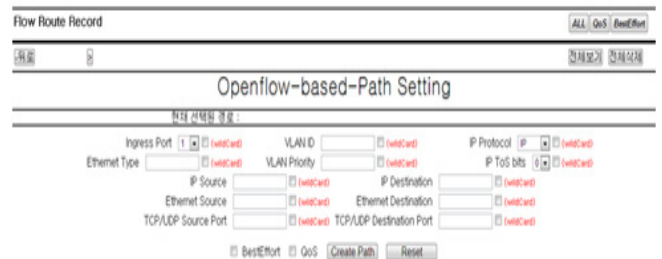 Flow Route Record ALL QoS BestEffort
> 전체보기 전체삭제
Openflow-based-Path Setting
현재 선택된 경로 :
Ingress Port 1 (wildCard) VLAN ID (wildCard) IP Protocol IP (wildCard)
Ethernet Type (wildCard) VLAN Priority (wildCard) IP ToS bits 0 (wildCard)
IP Source (wildCard) IP Destination (wildCard)
Ethernet Source (wildCard) Ethernet Destination (wildCard)
TCP/UDP Source Port (wildCard) TCP/UDP Destination Port (wildCard)
BestEffort QoS Create Path Reset